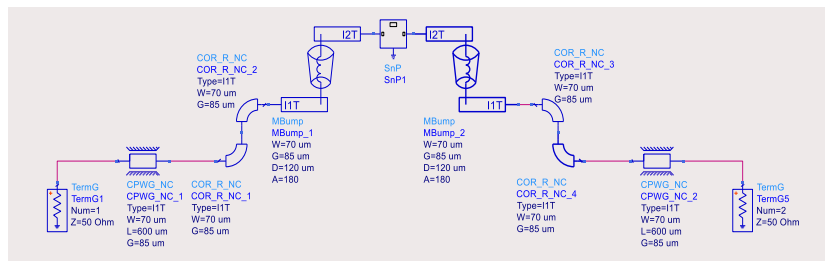 I2T
I2T
SnP
SnP1
COR_R_NC
COR_R_NC_2
Type=I1T
W=70 um
G=85 um
I1T
I1T
COR_R_NC
COR_R_NC_3
Type=I1T
W=70 um
G=85 um
MBump
MBump_1
W=70 um
G=85 um
D=120 um
A=180
MBump
MBump_2
W=70 um
G=85 um
D=120 um
A=180
TermG
TermG1
Num=1
Z=50 Ohm
CPWG_NC
CPWG_NC_1
Type=I1T
W=70 um
L=600 um
G=85 um
COR_R_NC
COR_R_NC_1
Type=I1T
W=70 um
G=85 um
COR_R_NC
COR_R_NC_4
Type=I1T
W=70 um
G=85 um
CPWG_NC
CPWG_NC_2
Type=I1T
W=70 um
L=600 um
G=85 um
TermG
TermG5
Num=2
Z=50 Ohm